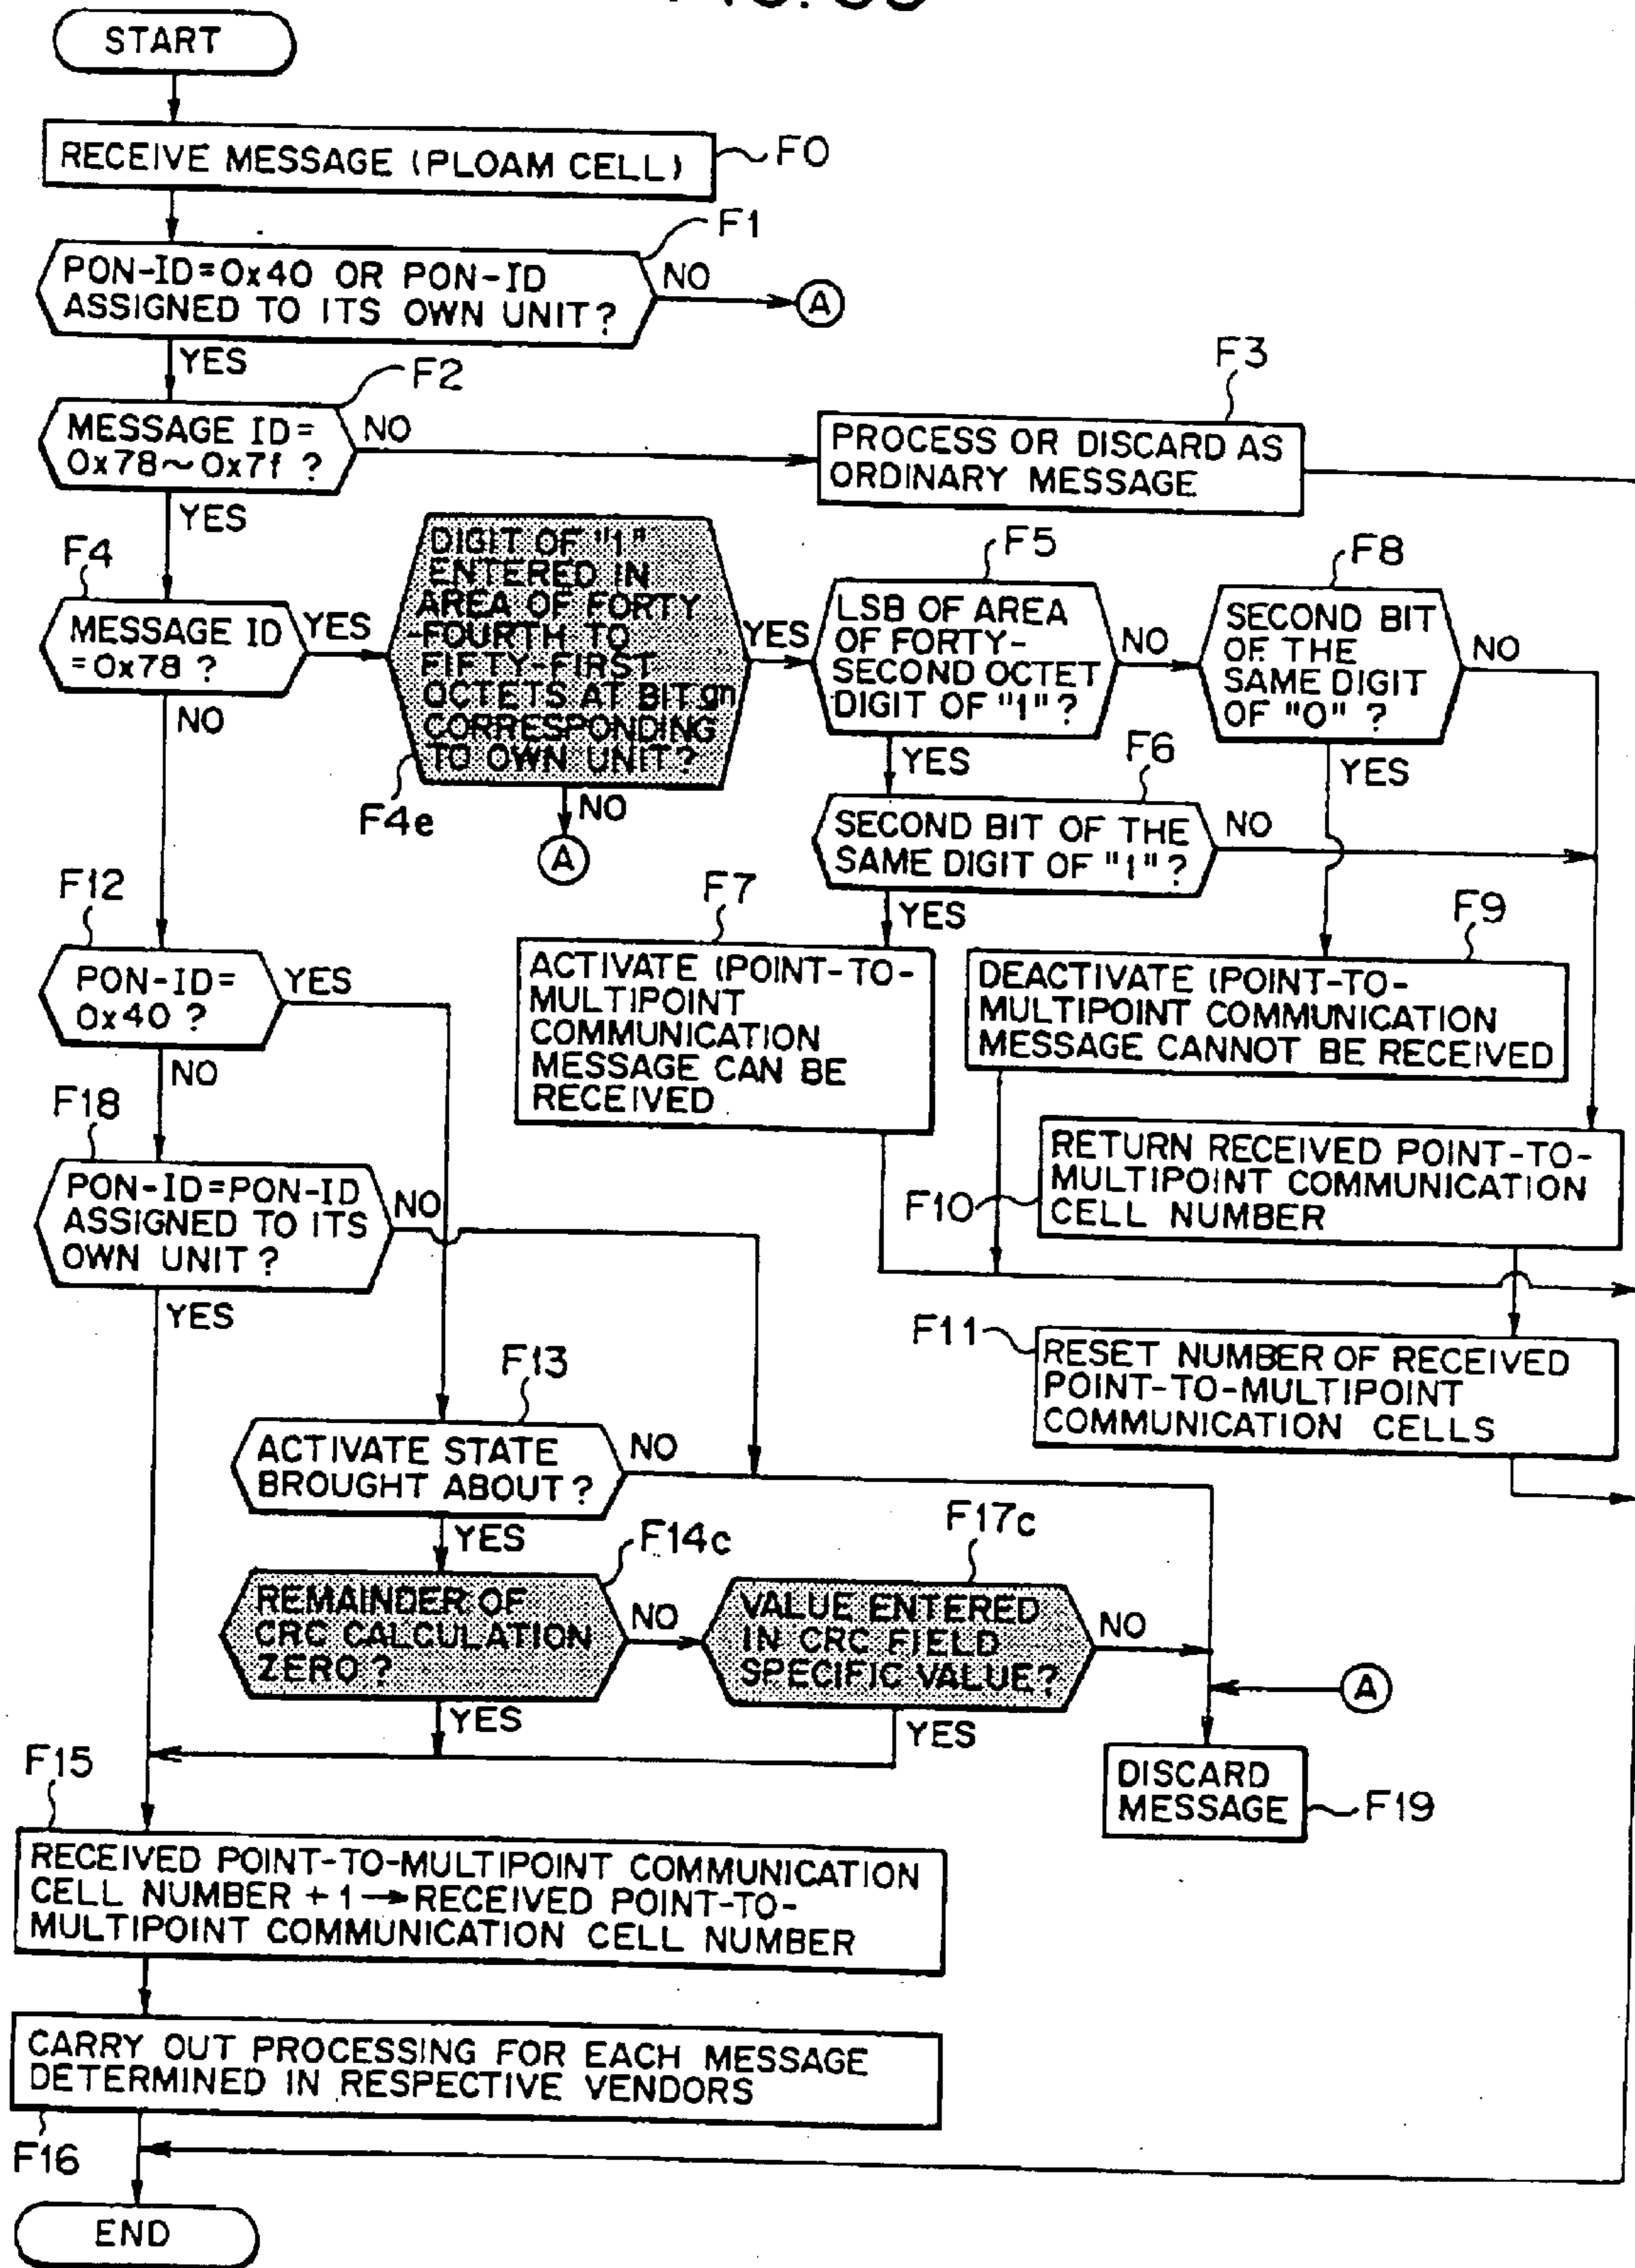 START
RECEIVE MESSAGE (PLOAM CELL)
F0
F1
PON-ID=0x40 OR PON-ID
ASSIGNED TO ITS OWN UNIT?
NO
A
YES
F2
MESSAGE ID=
0x78~0x7f ?
NO
F3
PROCESS OR DISCARD AS
ORDINARY MESSAGE
YES
F4
MESSAGE ID
=0x78 ?
YES
NO
DIGIT OF "1"
ENTERED IN
AREA OF FORTY
-FOURTH TO
FIFTY-FIRST
OCTETS AT BIT gn
CORRESPONDING
TO OWN UNIT?
F4e
YES
NO
A
F5
LSB OF AREA
OF FORTY-
SECOND OCTET
DIGIT OF "1" ?
NO
YES
F8
SECOND BIT
OF THE
SAME DIGIT
OF "0" ?
NO
YES
F6
SECOND BIT OF THE
SAME DIGIT OF "1" ?
NO
YES
F7
ACTIVATE (POINT-TO-
MULTIPOINT
COMMUNICATION
MESSAGE CAN BE
RECEIVED
F9
DEACTIVATE (POINT-TO-
MULTIPOINT COMMUNICATION
MESSAGE CANNOT BE RECEIVED
F10
RETURN RECEIVED POINT-TO-
MULTIPOINT COMMUNICATION
CELL NUMBER
F11
RESET NUMBER OF RECEIVED
POINT-TO-MULTIPOINT
COMMUNICATION CELLS
F12
PON-ID=
0x40 ?
YES
NO
F18
PON-ID=PON-ID
ASSIGNED TO ITS
OWN UNIT ?
NO
YES
F13
ACTIVATE STATE
BROUGHT ABOUT ?
NO
YES
F14c
REMAINDER OF
CRC CALCULATION
ZERO ?
NO
YES
F17c
VALUE ENTERED
IN CRC FIELD
SPECIFIC VALUE?
NO
YES
A
DISCARD
MESSAGE
F19
F15
RECEIVED POINT-TO-MULTIPOINT COMMUNICATION
CELL NUMBER + 1 → RECEIVED POINT-TO-
MULTIPOINT COMMUNICATION CELL NUMBER
CARRY OUT PROCESSING FOR EACH MESSAGE
DETERMINED IN RESPECTIVE VENDORS
F16
END